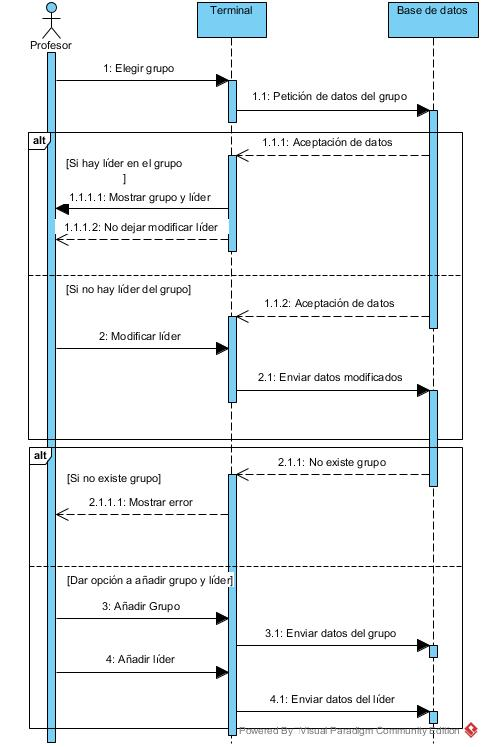 Terminal
Base de datos
Profesor
1: Elegir grupo
1.1: Petición de datos del grupo
alt
1.1.1: Aceptación de datos
[Si hay líder en el grupo
]
1.1.1.1: Mostrar grupo y líder
1.1.1.2: No dejar modificar líder
[Si no hay líder del grupo]
1.1.2: Aceptación de datos
2: Modificar líder
2.1: Enviar datos modificados
alt
2.1.1: No existe grupo
[Si no existe grupo]
2.1.1.1: Mostrar error
[Dar opción a añadir grupo y líder]
3: Añadir Grupo
3.1: Enviar datos del grupo
4: Añadir líder
4.1: Enviar datos del líder
Powered By Visual Paradigm Community Edition